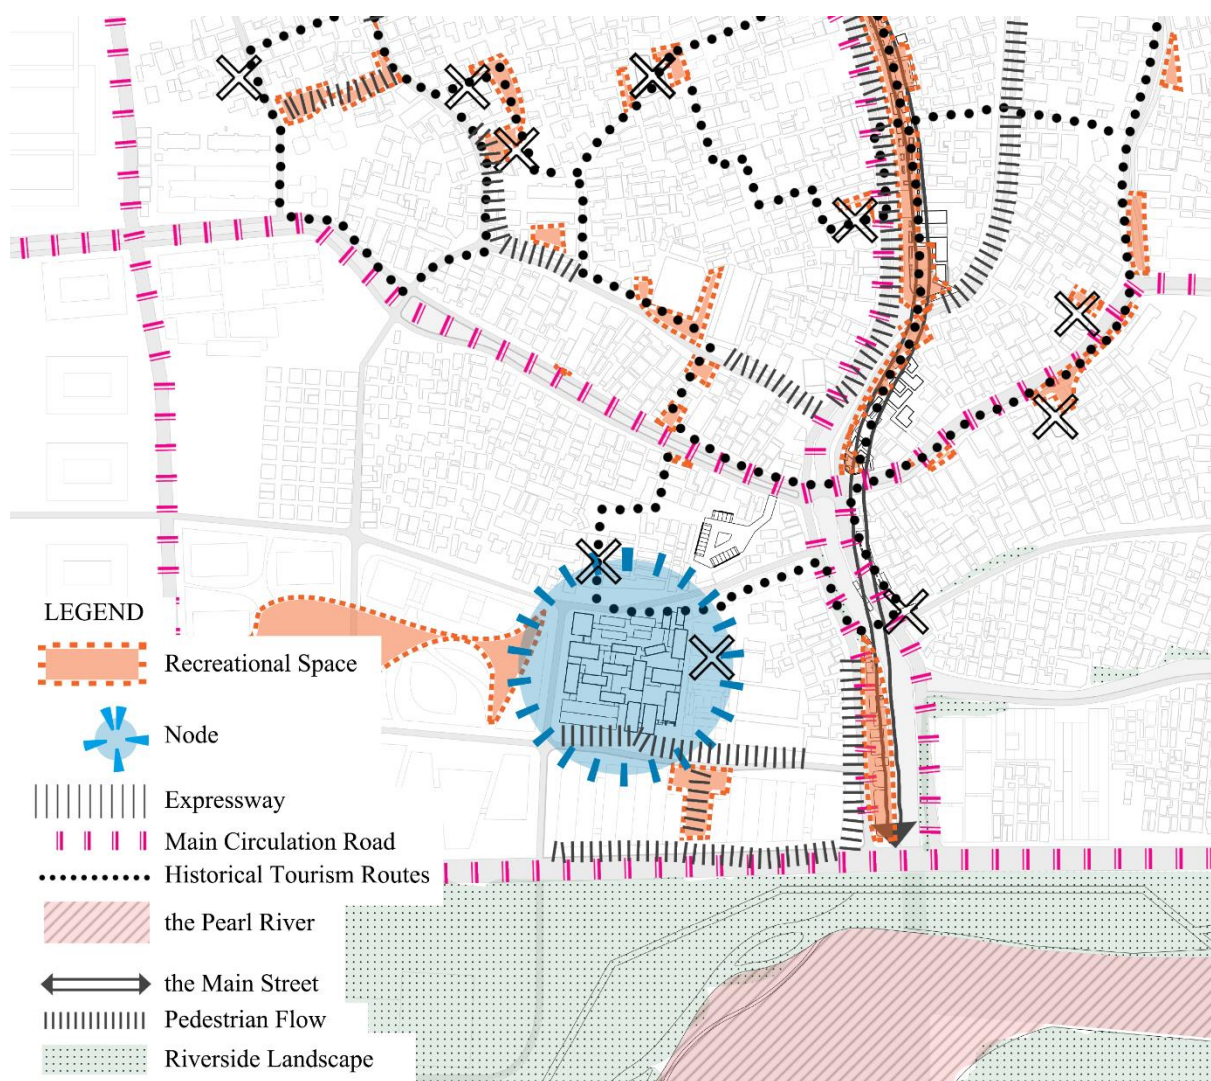 LEGEND
Recreational Space
Node
Expressway
Main Circulation Road
Historical Tourism Routes
the Pearl River
the Main Street
Pedestrian Flow
Riverside Landscape